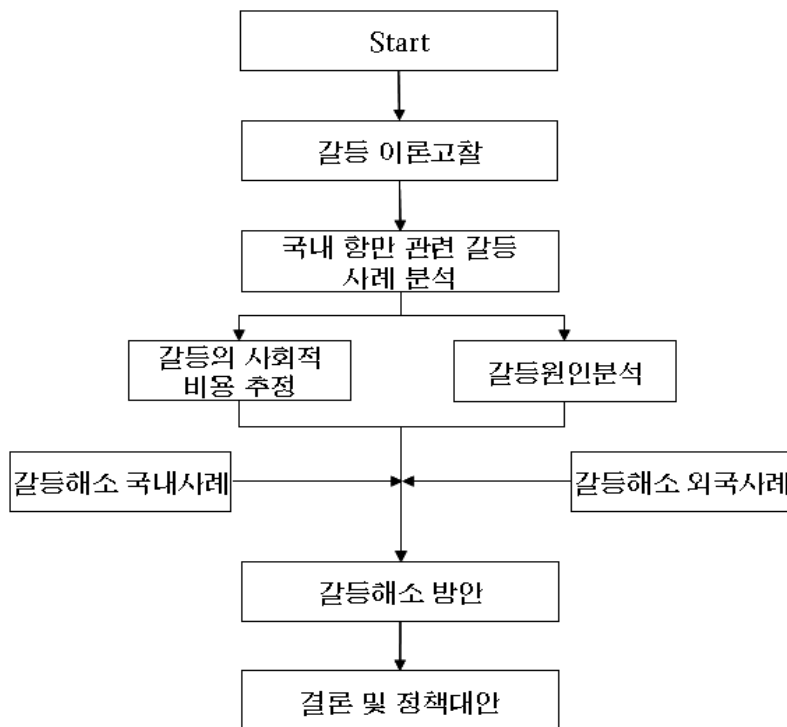 Start
갈등 이론고찰
국내 항만 관련 갈등
사례 분석
갈등의 사회적
비용 추정
갈등원인분석
갈등해소 국내사례
갈등해소 외국사례
갈등해소 방안
결론 및 정책대안